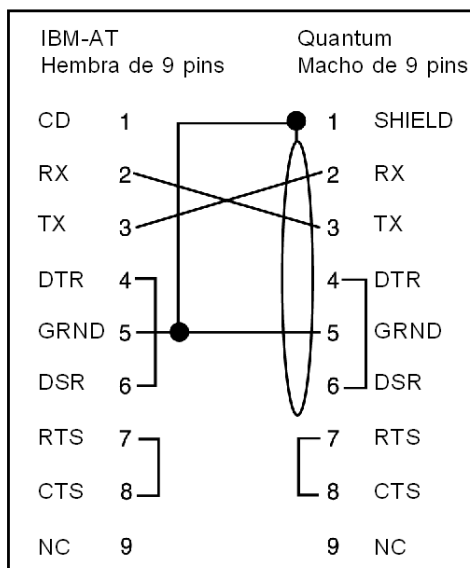 IBM-AT Quantum
Hembra de 9 pins Macho de 9 pins
CD 1 1 SHIELD
RX 2 2 RX
TX 3 3 TX
DTR 4 4 DTR
GRND 5 5 GRND
DSR 6 6 DSR
RTS 7 7 RTS
CTS 8 8 CTS
NC 9 9 NC